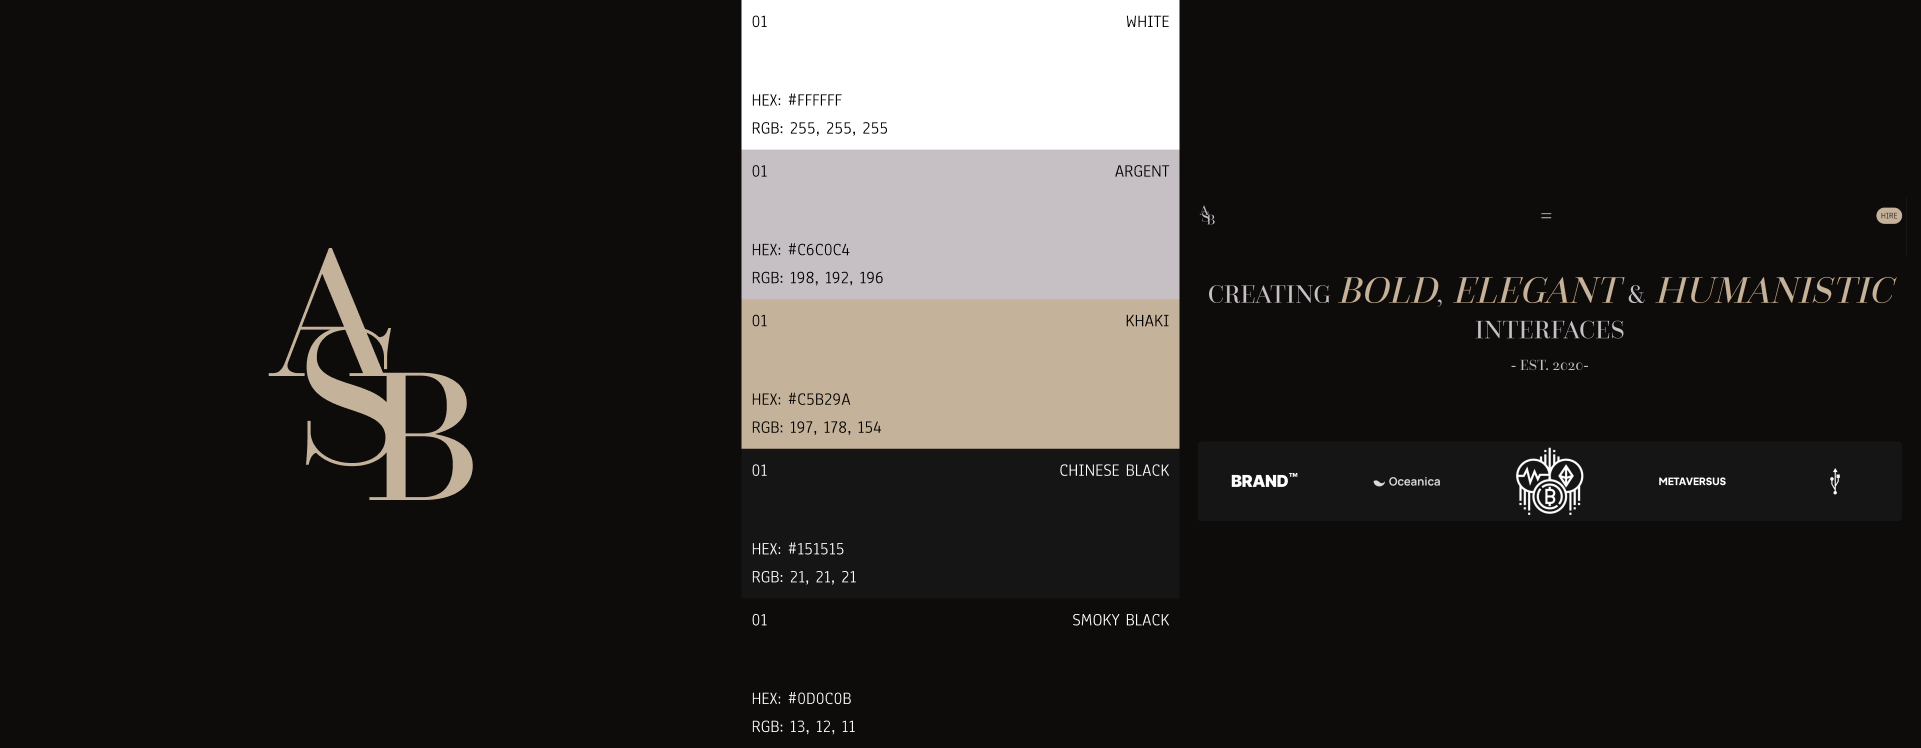 ASB
01 WHITE
HEX: #FFFFFF
RGB: 255, 255, 255
01 ARGENT
HEX: #C6C0C4
RGB: 198, 192, 196
01 KHAKI
HEX: #C5B29A
RGB: 197, 178, 154
01 CHINESE BLACK
HEX: #151515
RGB: 21, 21, 21
01 SMOKY BLACK
HEX: #0D0C0B
RGB: 13, 12, 11
ASB HIRE
CREATING BOLD, ELEGANT & HUMANISTIC
INTERFACES
- EST. 2020-
BRAND™ Oceanica B METAVERSUS